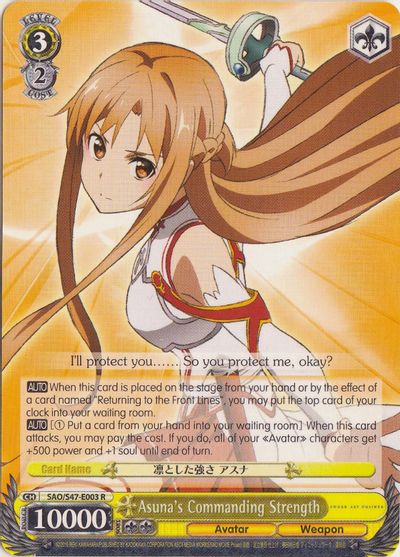 LEVEL
3
2
COST
I'll protect you...... So you protect me, okay?
AUTO When this card is placed on the stage from your hand or by the effect of
a card named "Returning to the Front Lines", you may put the top card of your
clock into your waiting room.
AUTO [① Put a card from your hand into your waiting room] When this card
attacks, you may pay the cost. If you do, all of your «Avatar» characters get
+500 power and +1 soul until end of turn.
Card Name
凛とした強さ アスナ
CH SAO/S47-E003 R
Asuna's Commanding Strength
SWORD ART ONLINE
POWER
10000
Avatar
Weapon